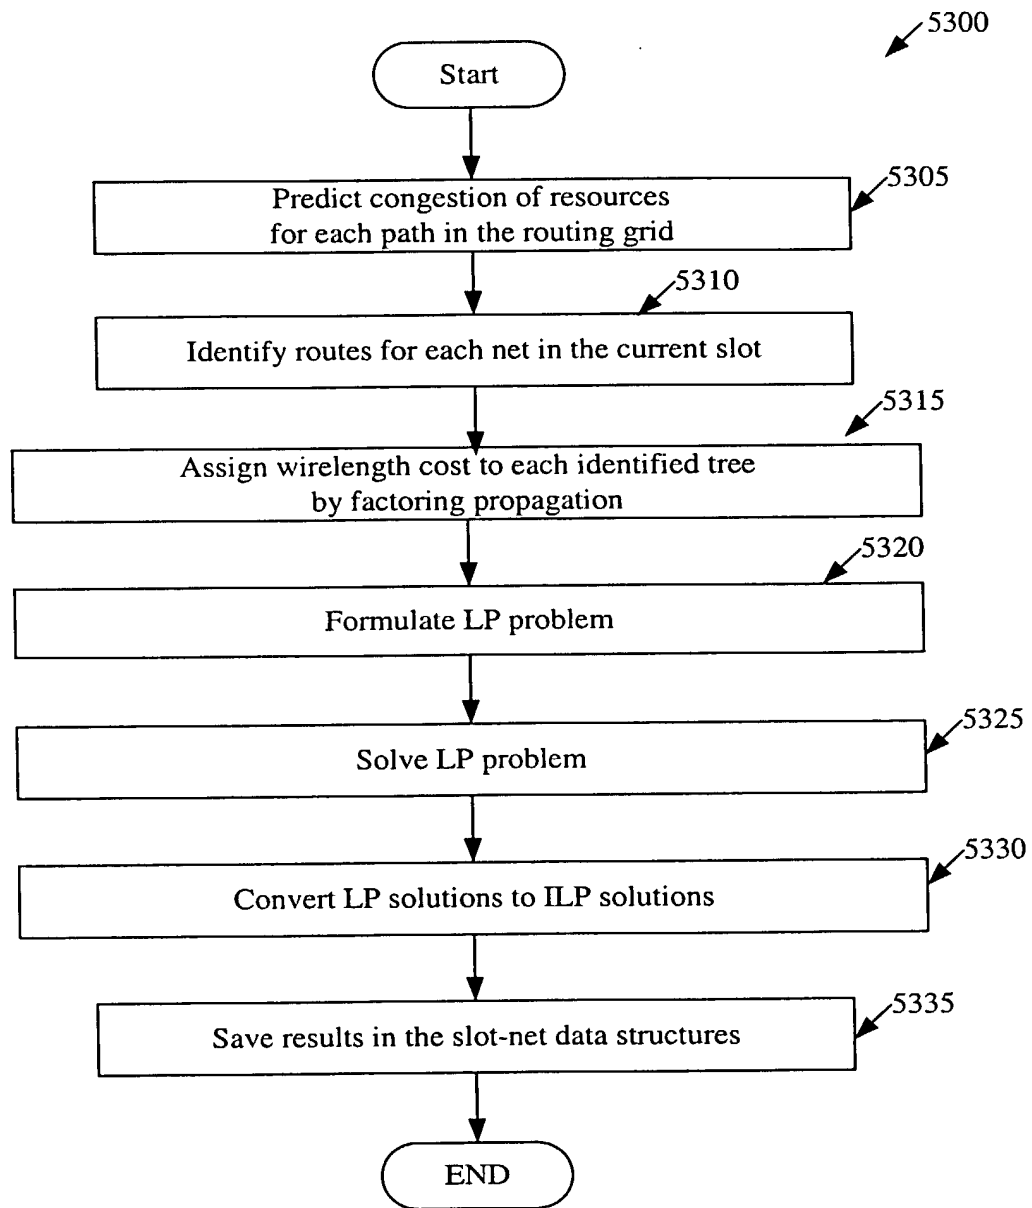 5300
Start
5305
Predict congestion of resources
for each path in the routing grid
5310
Identify routes for each net in the current slot
5315
Assign wirelength cost to each identified tree
by factoring propagation
5320
Formulate LP problem
5325
Solve LP problem
5330
Convert LP solutions to ILP solutions
5335
Save results in the slot-net data structures
END